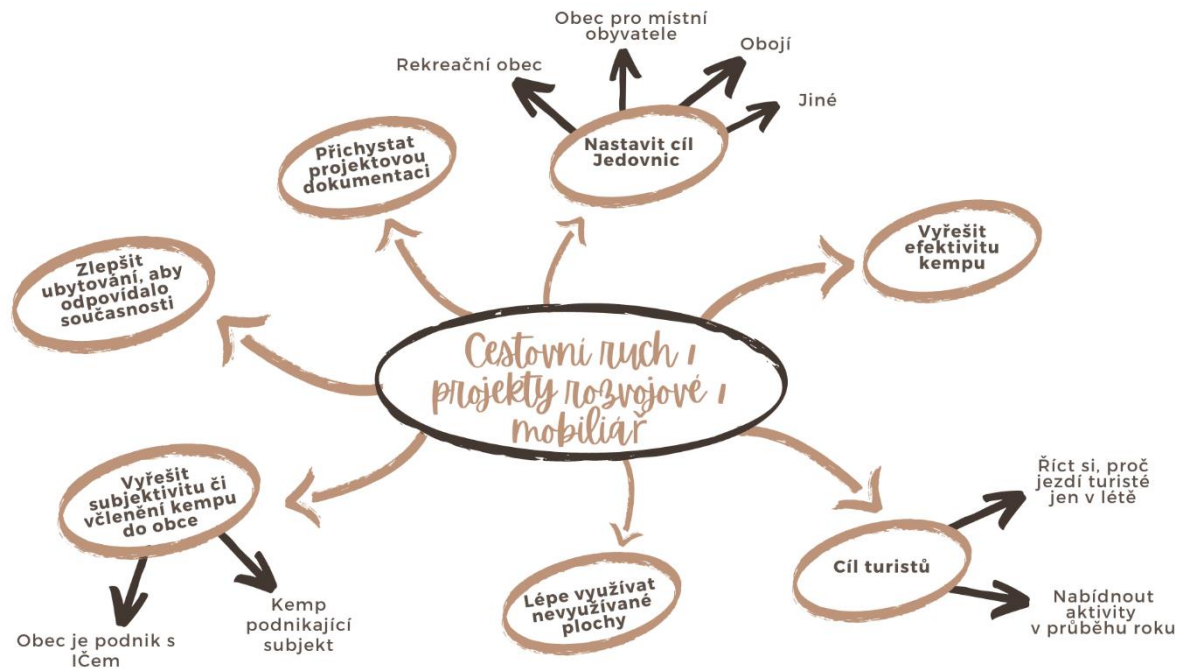 Obec pro místní
obyvatele
Obojí
Rekreační obec
Jiné
Nastavit cíl
Jedovnic
Přichystat
projektovou
dokumentaci
Vyřešit
efektivitu
kempu
Zlepšit
ubytování, aby
odpovídalo
současnosti
Cestovní ruch,
projekty rozvojové,
mobiliář
Vyřešit
subjektivitu či
včlenění kempu
do obce
Říct si, proč
jezdí turisté
jen v létě
Cíl turistů
Lépe využívat
nevyužívané
plochy
Nabídnout
aktivity
v průběhu roku
Kemp
podnikající
subjekt
Obec je podnik s
IČem